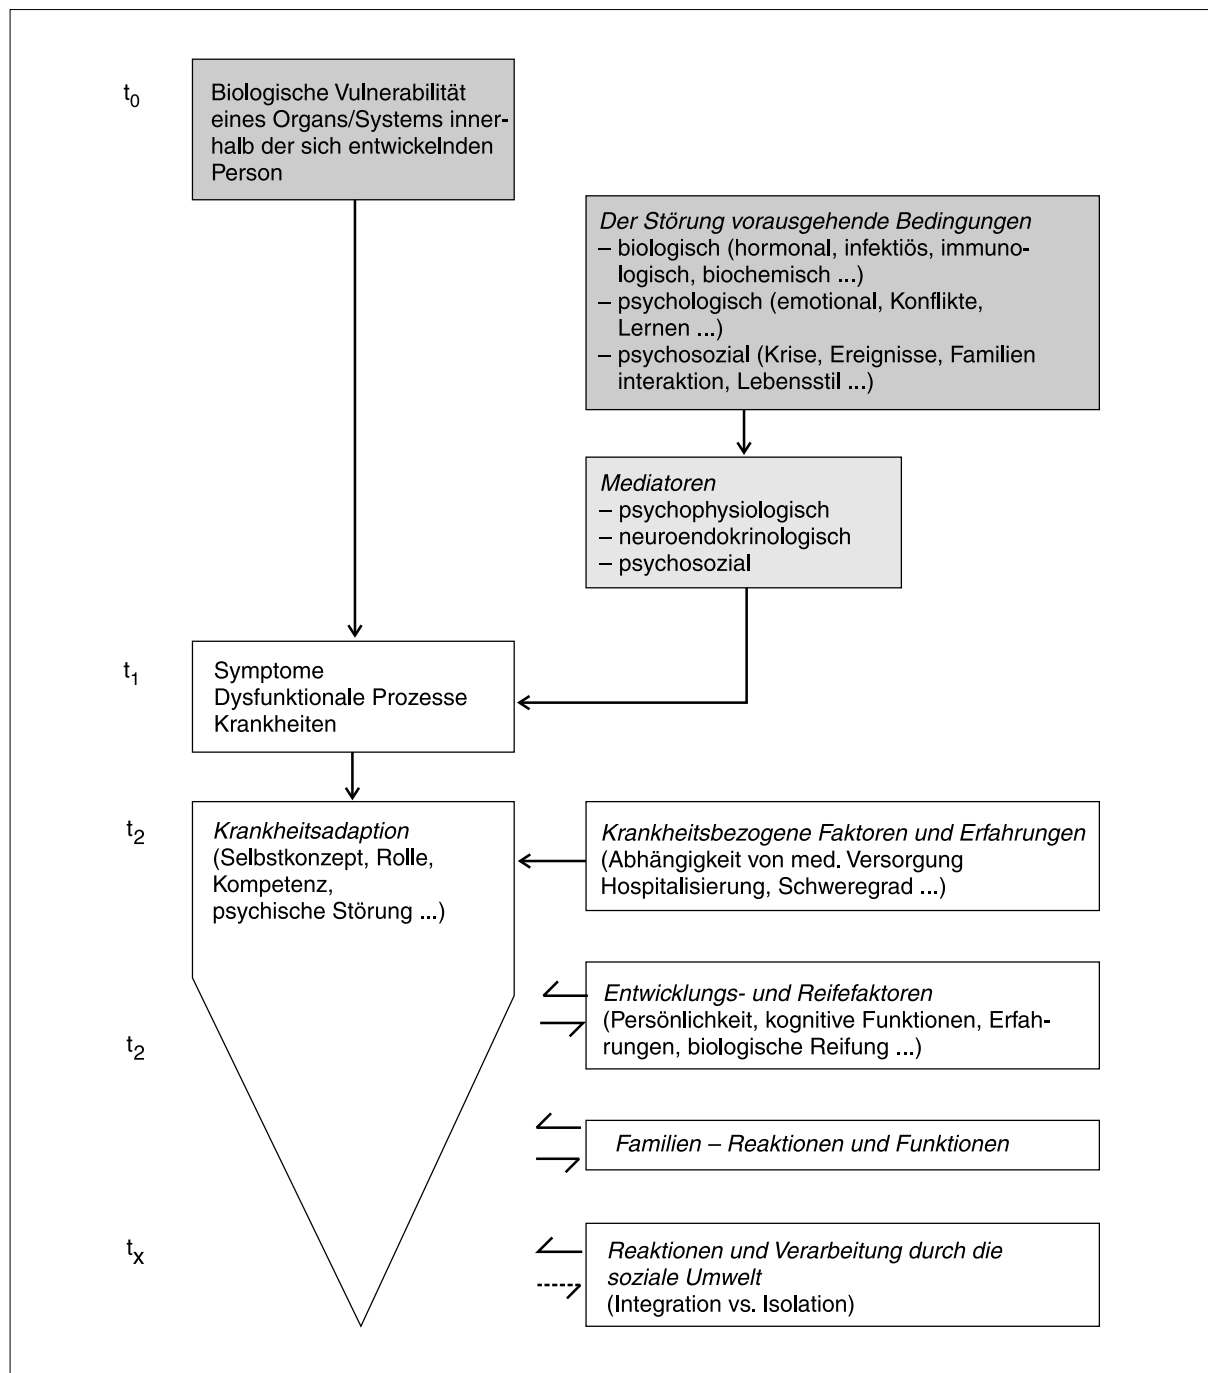 t0
Biologische Vulnerabilität
eines Organs/Systems inner-
halb der sich entwickelnden
Person
Der Störung vorausgehende Bedingungen
– biologisch (hormonal, infektiös, immuno-
logisch, biochemisch ...)
– psychologisch (emotional, Konflikte,
Lernen ...)
– psychosozial (Krise, Ereignisse, Familien
interaktion, Lebensstil ...)
Mediatoren
– psychophysiologisch
– neuroendokrinologisch
– psychosozial
t1
Symptome
Dysfunktionale Prozesse
Krankheiten
t2
Krankheitsadaption
(Selbstkonzept, Rolle,
Kompetenz,
psychische Störung ...)
Krankheitsbezogene Faktoren und Erfahrungen
(Abhängigkeit von med. Versorgung
Hospitalisierung, Schweregrad ...)
Entwicklungs- und Reifefaktoren
(Persönlichkeit, kognitive Funktionen, Erfah-
rungen, biologische Reifung ...)
t2
Familien – Reaktionen und Funktionen
tx
Reaktionen und Verarbeitung durch die
soziale Umwelt
(Integration vs. Isolation)